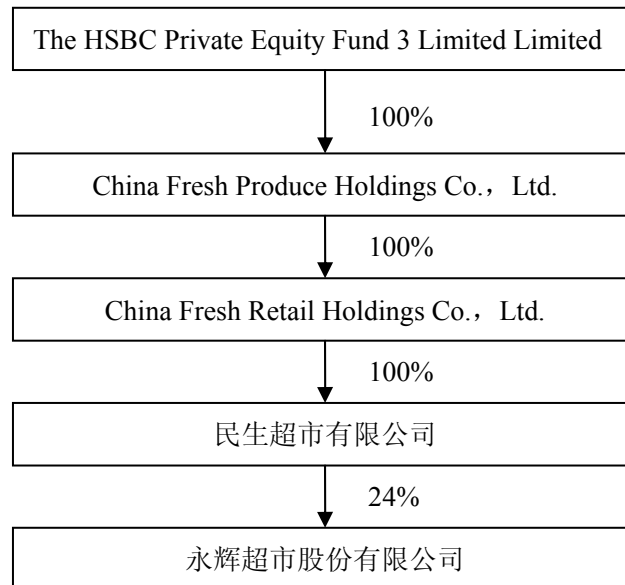 The HSBC Private Equity Fund 3 Limited Limited
100%
China Fresh Produce Holdings Co.，Ltd.
100%
China Fresh Retail Holdings Co.，Ltd.
100%
民生超市有限公司
24%
永辉超市股份有限公司